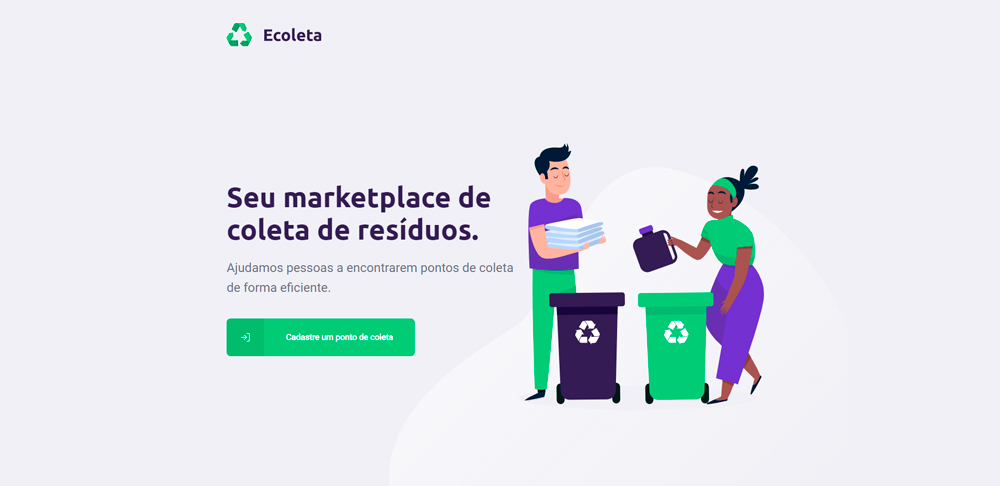 Ecoleta
Seu marketplace de
coleta de resíduos.
Ajudamos pessoas a encontrarem pontos de coleta
de forma eficiente.
Cadastre um ponto de coleta